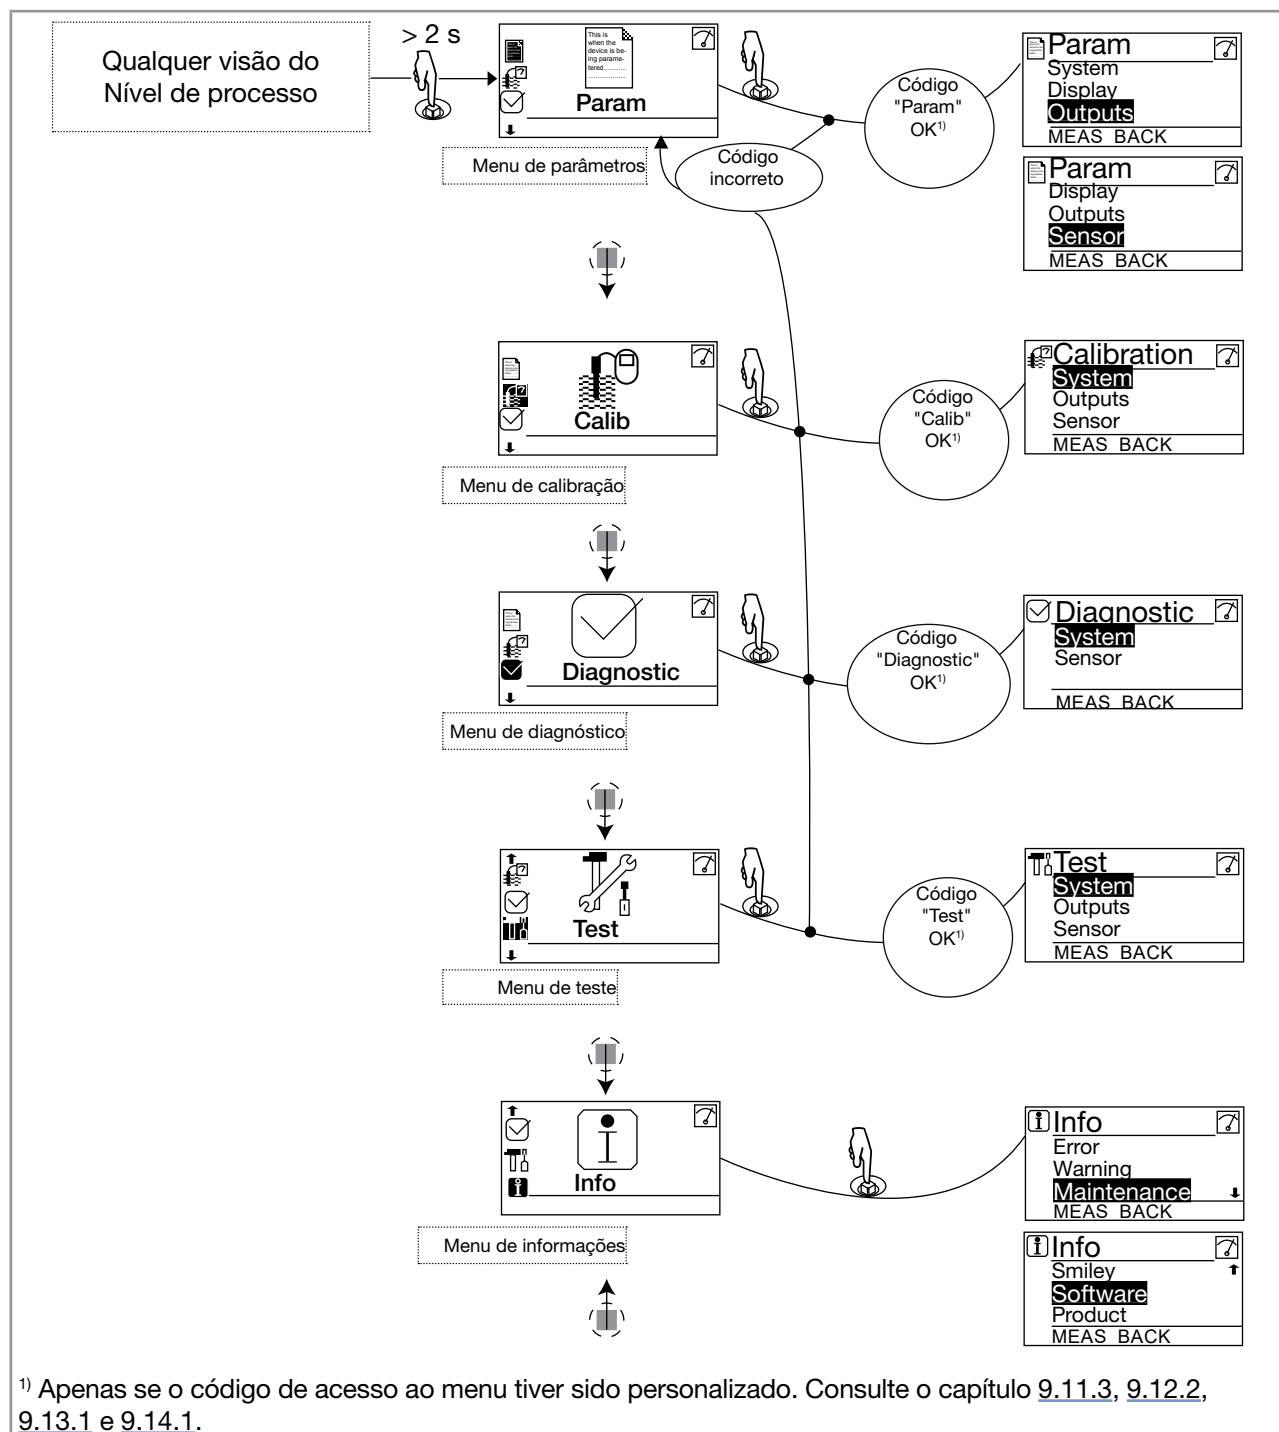 Qualquer visão do
Nível de processo
> 2 s
This is
when the
device is be-
ing parame-
tered
Param
Menu de parâmetros
Código
incorreto
Código
"Param"
OK¹⁾
Param
System
Display
Outputs
MEAS BACK
Param
Display
Outputs
Sensor
MEAS BACK
Calib
Menu de calibração
Código
"Calib"
OK¹⁾
Calibration
System
Outputs
Sensor
MEAS BACK
Diagnostic
Menu de diagnóstico
Código
"Diagnostic"
OK¹⁾
Diagnostic
System
Sensor
MEAS BACK
Test
Menu de teste
Código
"Test"
OK¹⁾
Test
System
Outputs
Sensor
MEAS BACK
Info
Menu de informações
Info
Error
Warning
Maintenance
MEAS BACK
Info
Smiley
Software
Product
MEAS BACK
¹⁾ Apenas se o código de acesso ao menu tiver sido personalizado. Consulte o capítulo 9.11.3, 9.12.2,
9.13.1 e 9.14.1.